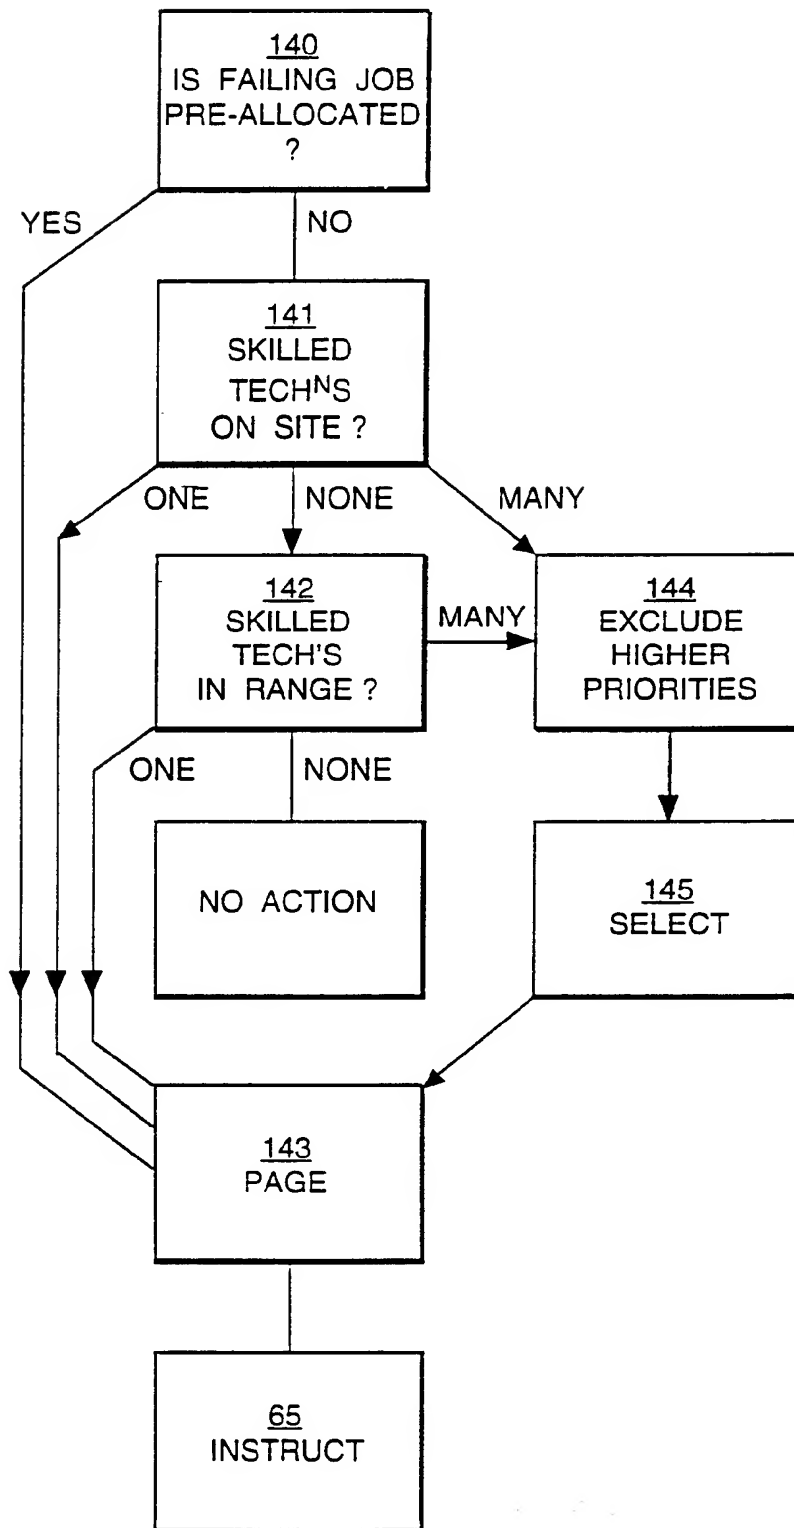 140
IS FAILING JOB
PRE-ALLOCATED
?
YES
NO
141
SKILLED
TECHᴺS
ON SITE ?
ONE
NONE
MANY
142
SKILLED
TECH'S
IN RANGE ?
MANY
144
EXCLUDE
HIGHER
PRIORITIES
ONE
NONE
NO ACTION
145
SELECT
143
PAGE
65
INSTRUCT